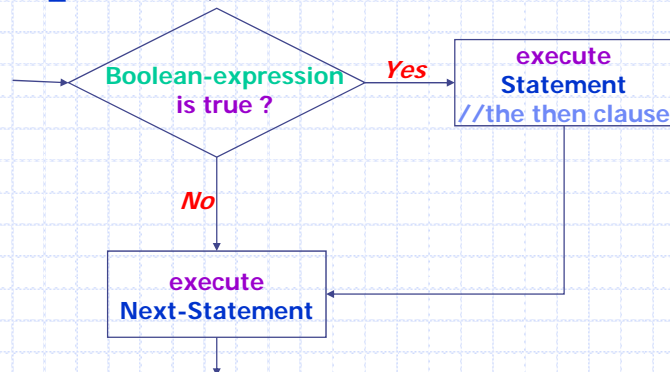 Boolean-expression
is true ?
Yes
execute
Statement
//the then clause
No
execute
Next-Statement